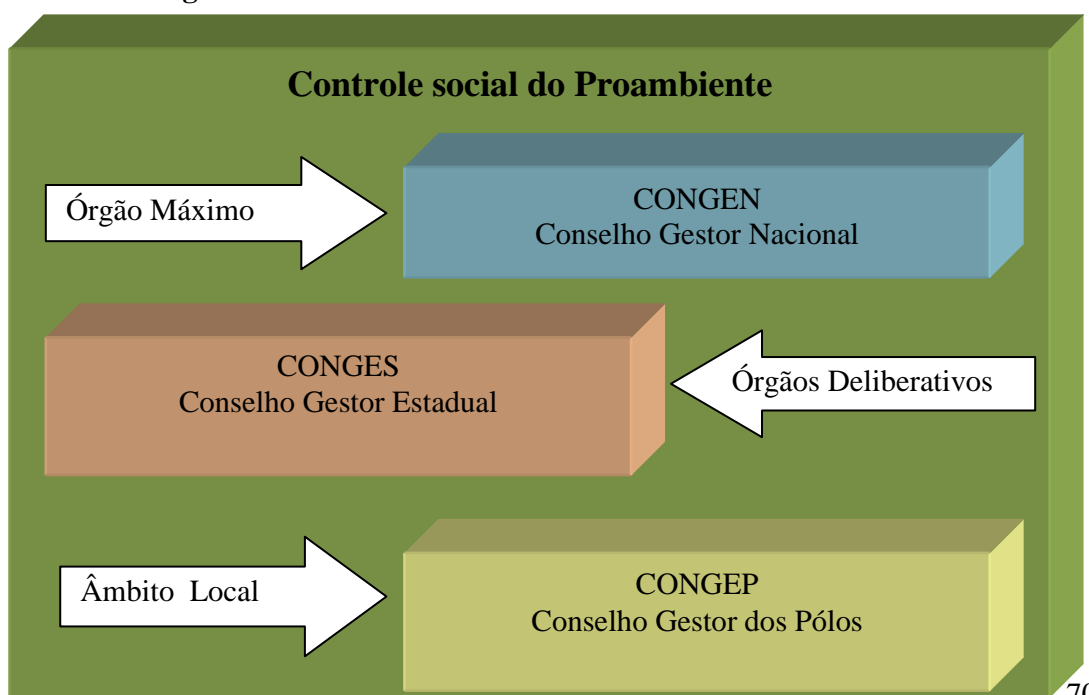 Controle social do Proambiente
Órgão Máximo
CONGEN
Conselho Gestor Nacional
CONGES
Conselho Gestor Estadual
Órgãos Deliberativos
Âmbito Local
CONGEP
Conselho Gestor dos Pólos